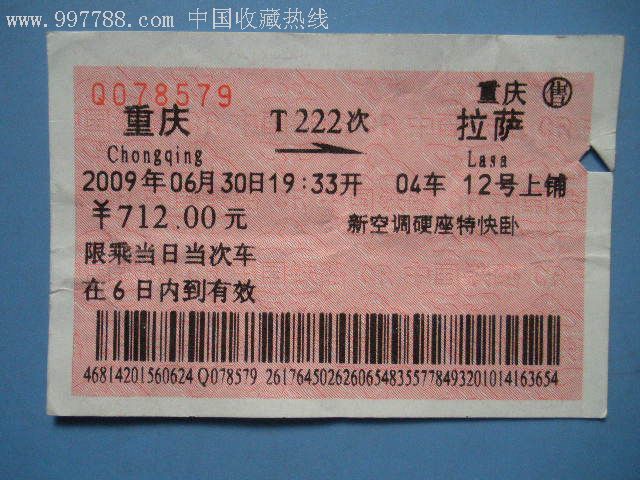 www.997788.com 中国收藏热线
Q078579
重庆 售
重庆 T222次 拉萨
Chongqing Lasa
2009年06月30日19:33开 04车 12号上铺
￥712.00元 新空调硬座特快卧
限乘当日当次车
在6日内到有效
46814201560624 Q078579 2617645026260654835577849320101416 3654